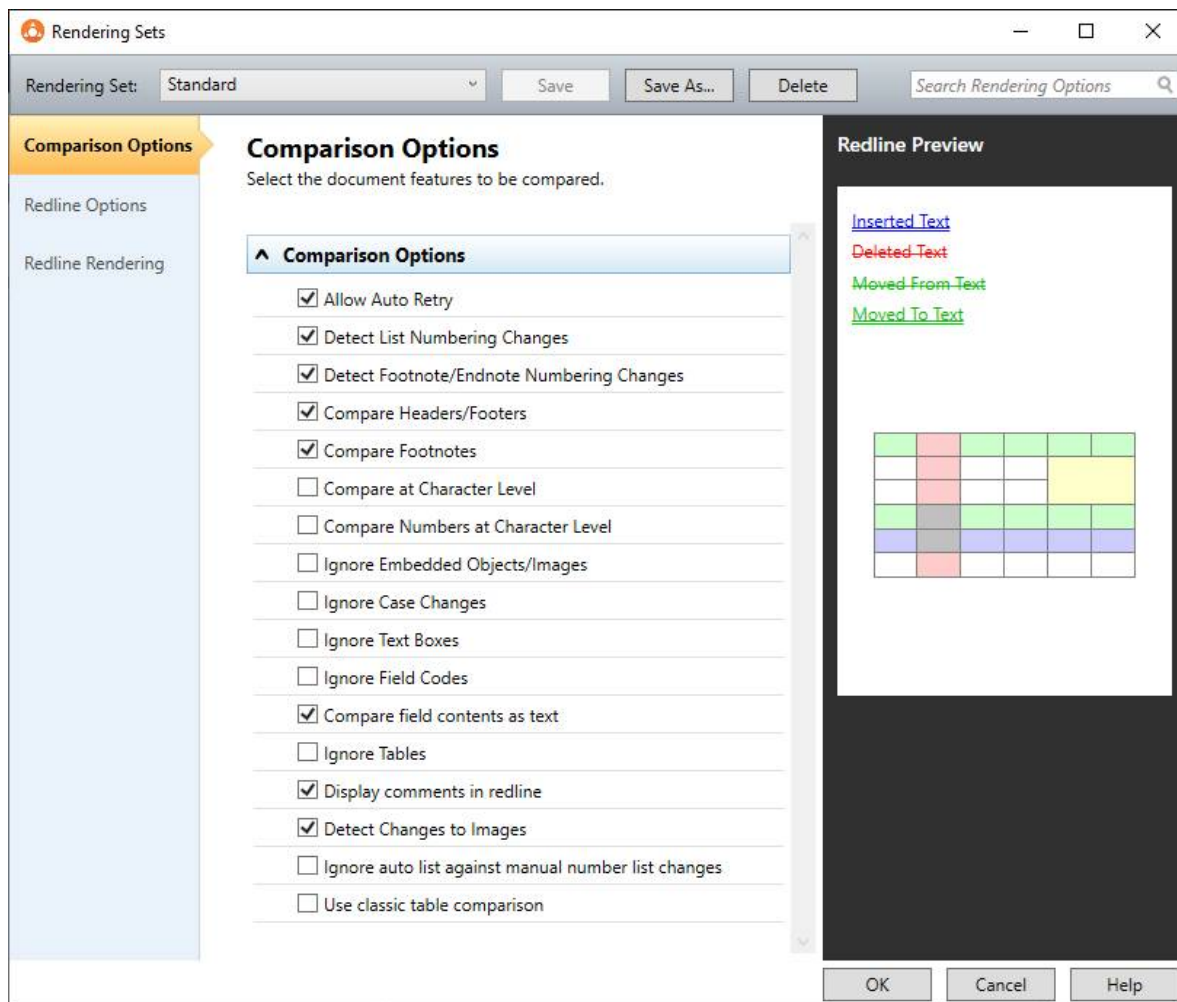 Rendering Sets
Rendering Set: Standard Save Save As... Delete Search Rendering Options
Comparison Options
Redline Options
Redline Rendering
Comparison Options
Select the document features to be compared.
Comparison Options
Allow Auto Retry
Detect List Numbering Changes
Detect Footnote/Endnote Numbering Changes
Compare Headers/Footers
Compare Footnotes
Compare at Character Level
Compare Numbers at Character Level
Ignore Embedded Objects/Images
Ignore Case Changes
Ignore Text Boxes
Ignore Field Codes
Compare field contents as text
Ignore Tables
Display comments in redline
Detect Changes to Images
Ignore auto list against manual number list changes
Use classic table comparison
Redline Preview
Inserted Text
Deleted Text
Moved From Text
Moved To Text
OK Cancel Help